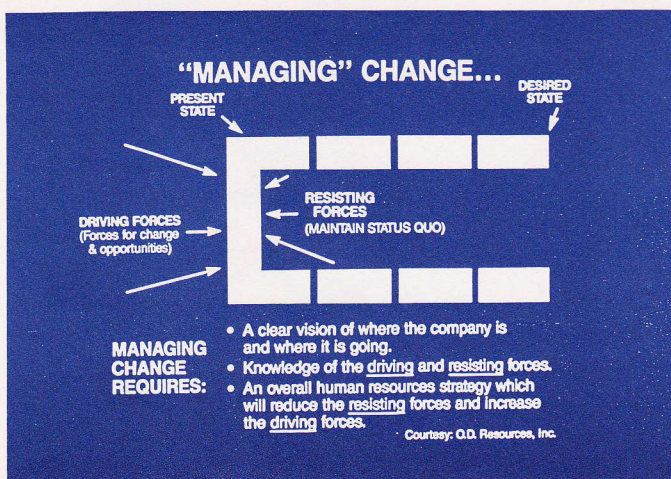 “MANAGING” CHANGE...
PRESENT
STATE
DESIRED
STATE
DRIVING FORCES
(Forces for change
& opportunities)
RESISTING
FORCES
(MAINTAIN STATUS QUO)
MANAGING
CHANGE
REQUIRES:
• A clear vision of where the company is
and where it is going.
• Knowledge of the driving and resisting forces.
• An overall human resources strategy which
will reduce the resisting forces and increase
the driving forces.
Courtesy: O.D. Resources, Inc.